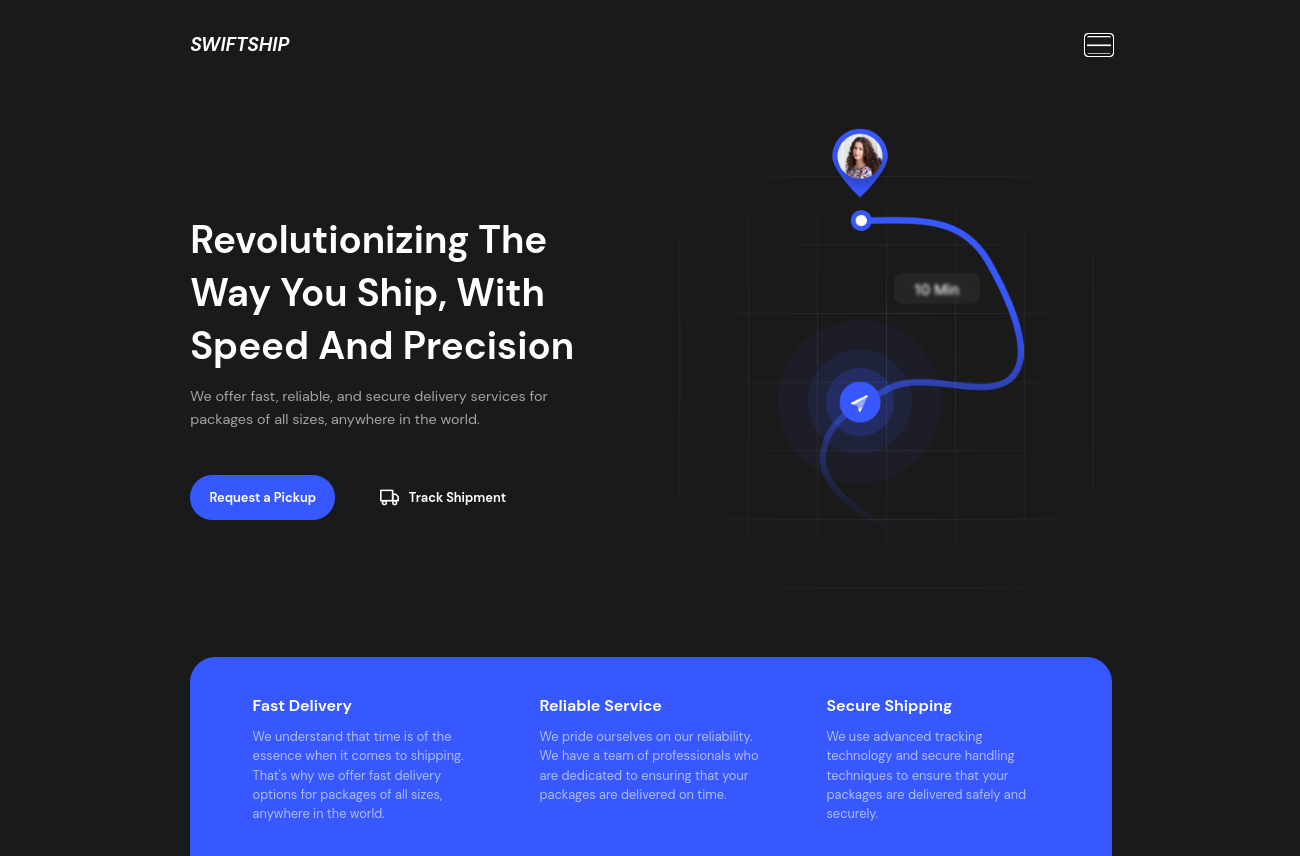 SWIFTSHIP
Revolutionizing The
Way You Ship, With
Speed And Precision
We offer fast, reliable, and secure delivery services for
packages of all sizes, anywhere in the world.
Request a Pickup
Track Shipment
10 Min
Fast Delivery
We understand that time is of the
essence when it comes to shipping.
That's why we offer fast delivery
options for packages of all sizes,
anywhere in the world.
Reliable Service
We pride ourselves on our reliability.
We have a team of professionals who
are dedicated to ensuring that your
packages are delivered on time.
Secure Shipping
We use advanced tracking
technology and secure handling
techniques to ensure that your
packages are delivered safely and
securely.